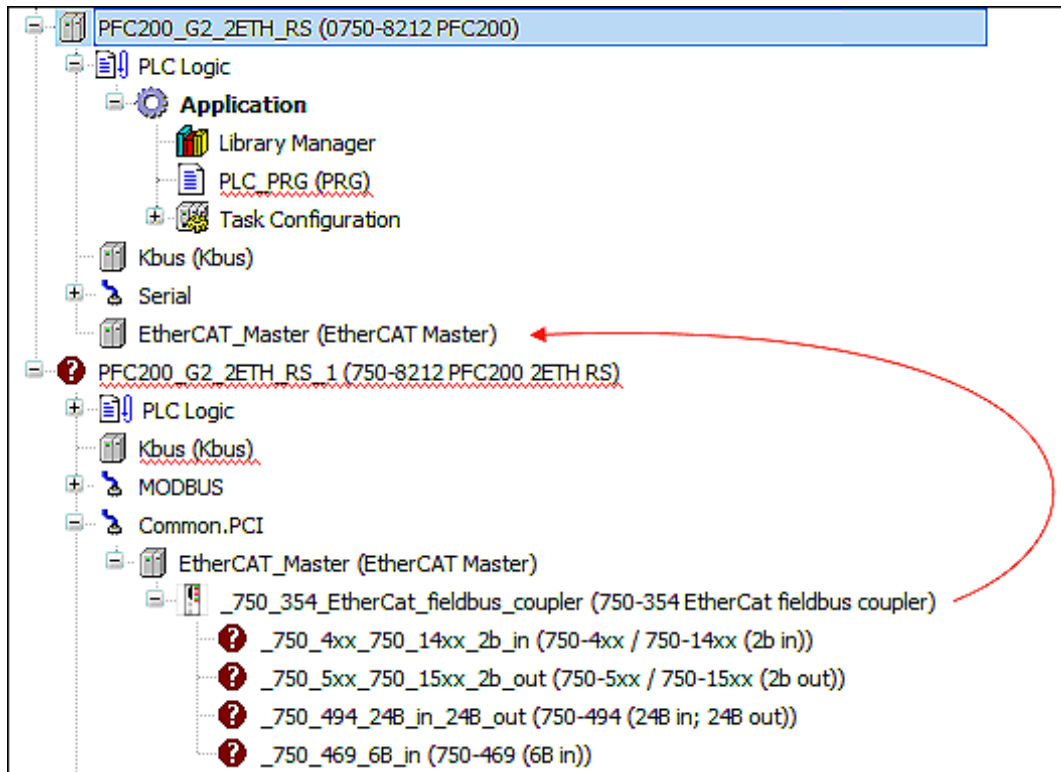 PFC200_G2_2ETH_RS (0750-8212 PFC200)
PLC Logic
Application
Library Manager
PLC_PRG (PRG)
Task Configuration
Kbus (Kbus)
Serial
EtherCAT_Master (EtherCAT Master)
PFC200_G2_2ETH_RS_1 (750-8212 PFC200 2ETH RS)
PLC Logic
Kbus (Kbus)
MODBUS
Common.PCI
EtherCAT_Master (EtherCAT Master)
_750_354_EtherCat_fieldbus_coupler (750-354 EtherCat fieldbus coupler)
_750_4xx_750_14xx_2b_in (750-4xx / 750-14xx (2b in))
_750_5xx_750_15xx_2b_out (750-5xx / 750-15xx (2b out))
_750_494_24B_in_24B_out (750-494 (24B in; 24B out))
_750_469_6B_in (750-469 (6B in))